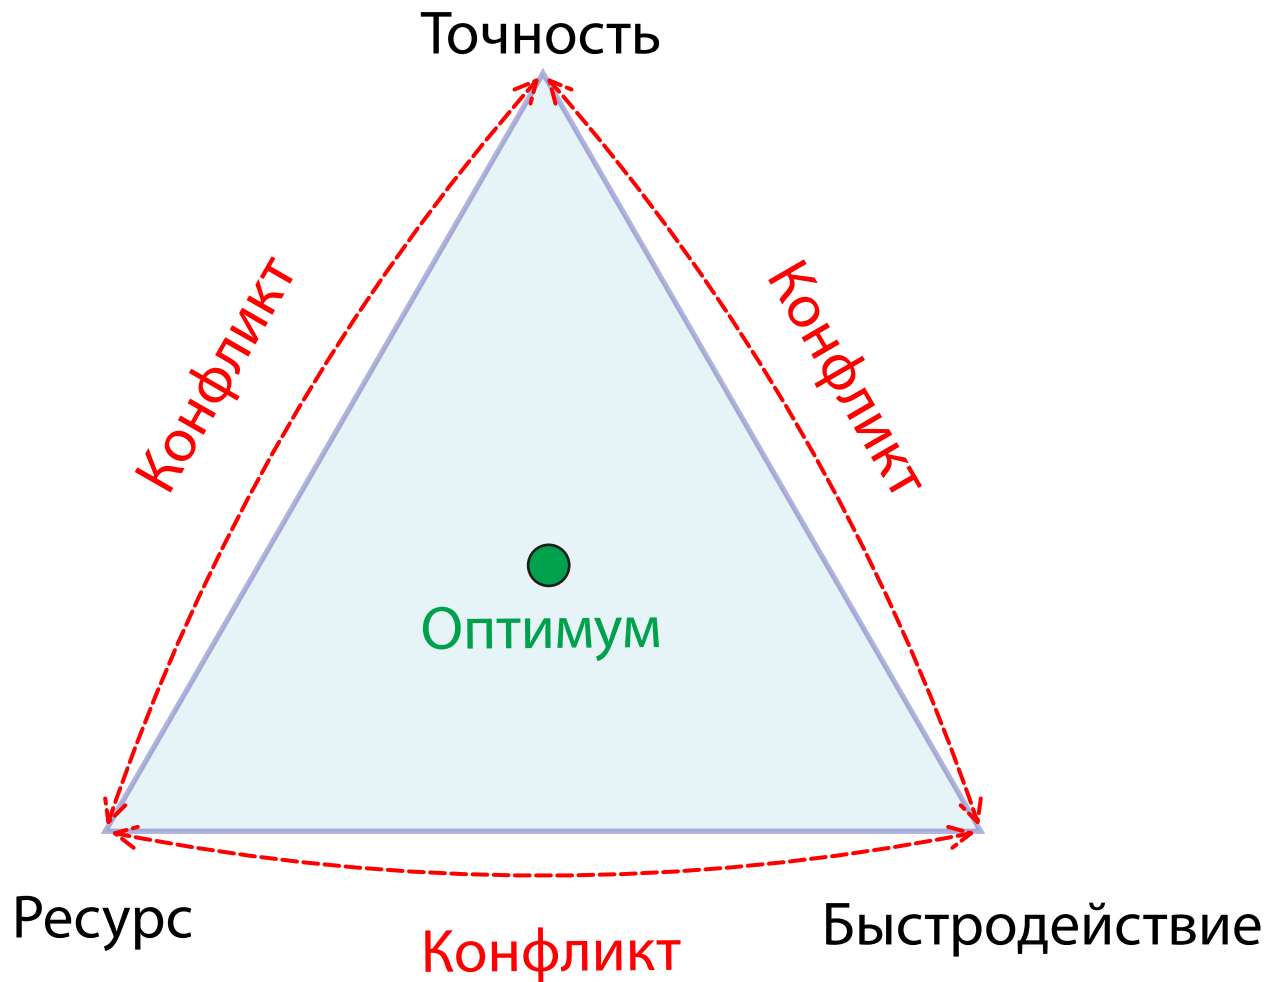 Точность
Конфликт
Конфликт
Оптимум
Ресурс
Быстродействие
Конфликт